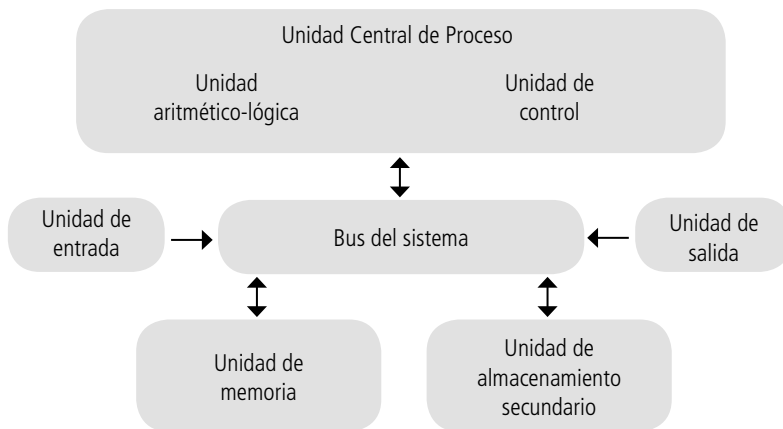 Unidad Central de Proceso
Unidad
aritmético-lógica
Unidad de
control
Unidad de
entrada
Bus del sistema
Unidad de
salida
Unidad de
memoria
Unidad de
almacenamiento
secundario